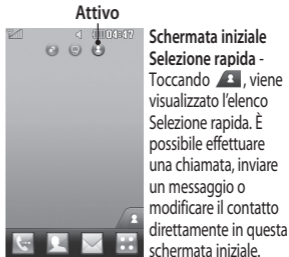 Attivo
04:47
Schermata iniziale
Selezione rapida -
Toccando , viene
visualizzato l'elenco
Selezione rapida. È
possibile effettuare
una chiamata, inviare
un messaggio o
modificare il contatto
direttamente in questa
schermata iniziale.